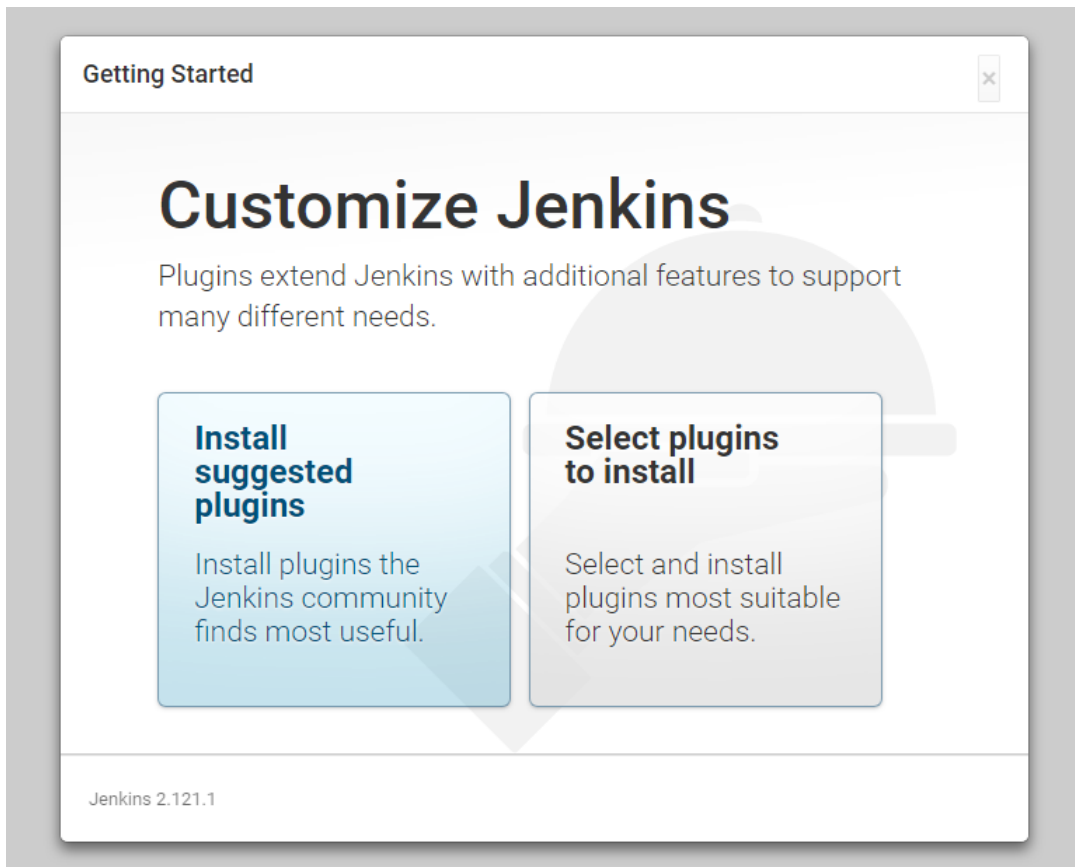 Getting Started
×
Customize Jenkins
Plugins extend Jenkins with additional features to support
many different needs.
Install
suggested
plugins
Install plugins the
Jenkins community
finds most useful.
Select plugins
to install
Select and install
plugins most suitable
for your needs.
Jenkins 2.121.1